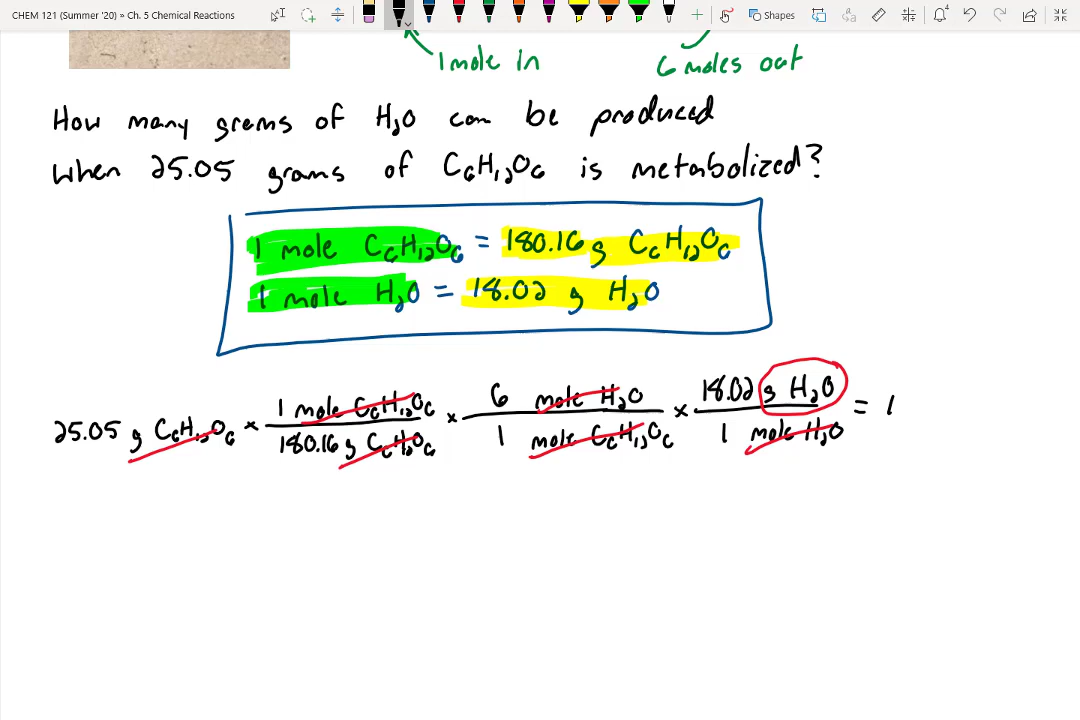 CHEM 121 (Summer '20) » Ch. 5 Chemical Reactions
Shapes
1 mole in
6 moles out
How many grams of H₂O can be produced
when 25.05 grams of C₆H₁₂O₆ is metabolized?
1 mole C₆H₁₂O₆ = 180.16 g C₆H₁₂O₆
1 mole H₂O = 18.02 g H₂O
25.05 g C₆H₁₂O₆ × 1 mole C₆H₁₂O₆ / 180.16 g C₆H₁₂O₆ × 6 mole H₂O / 1 mole C₆H₁₂O₆ × 18.02 g H₂O / 1 mole H₂O = 1